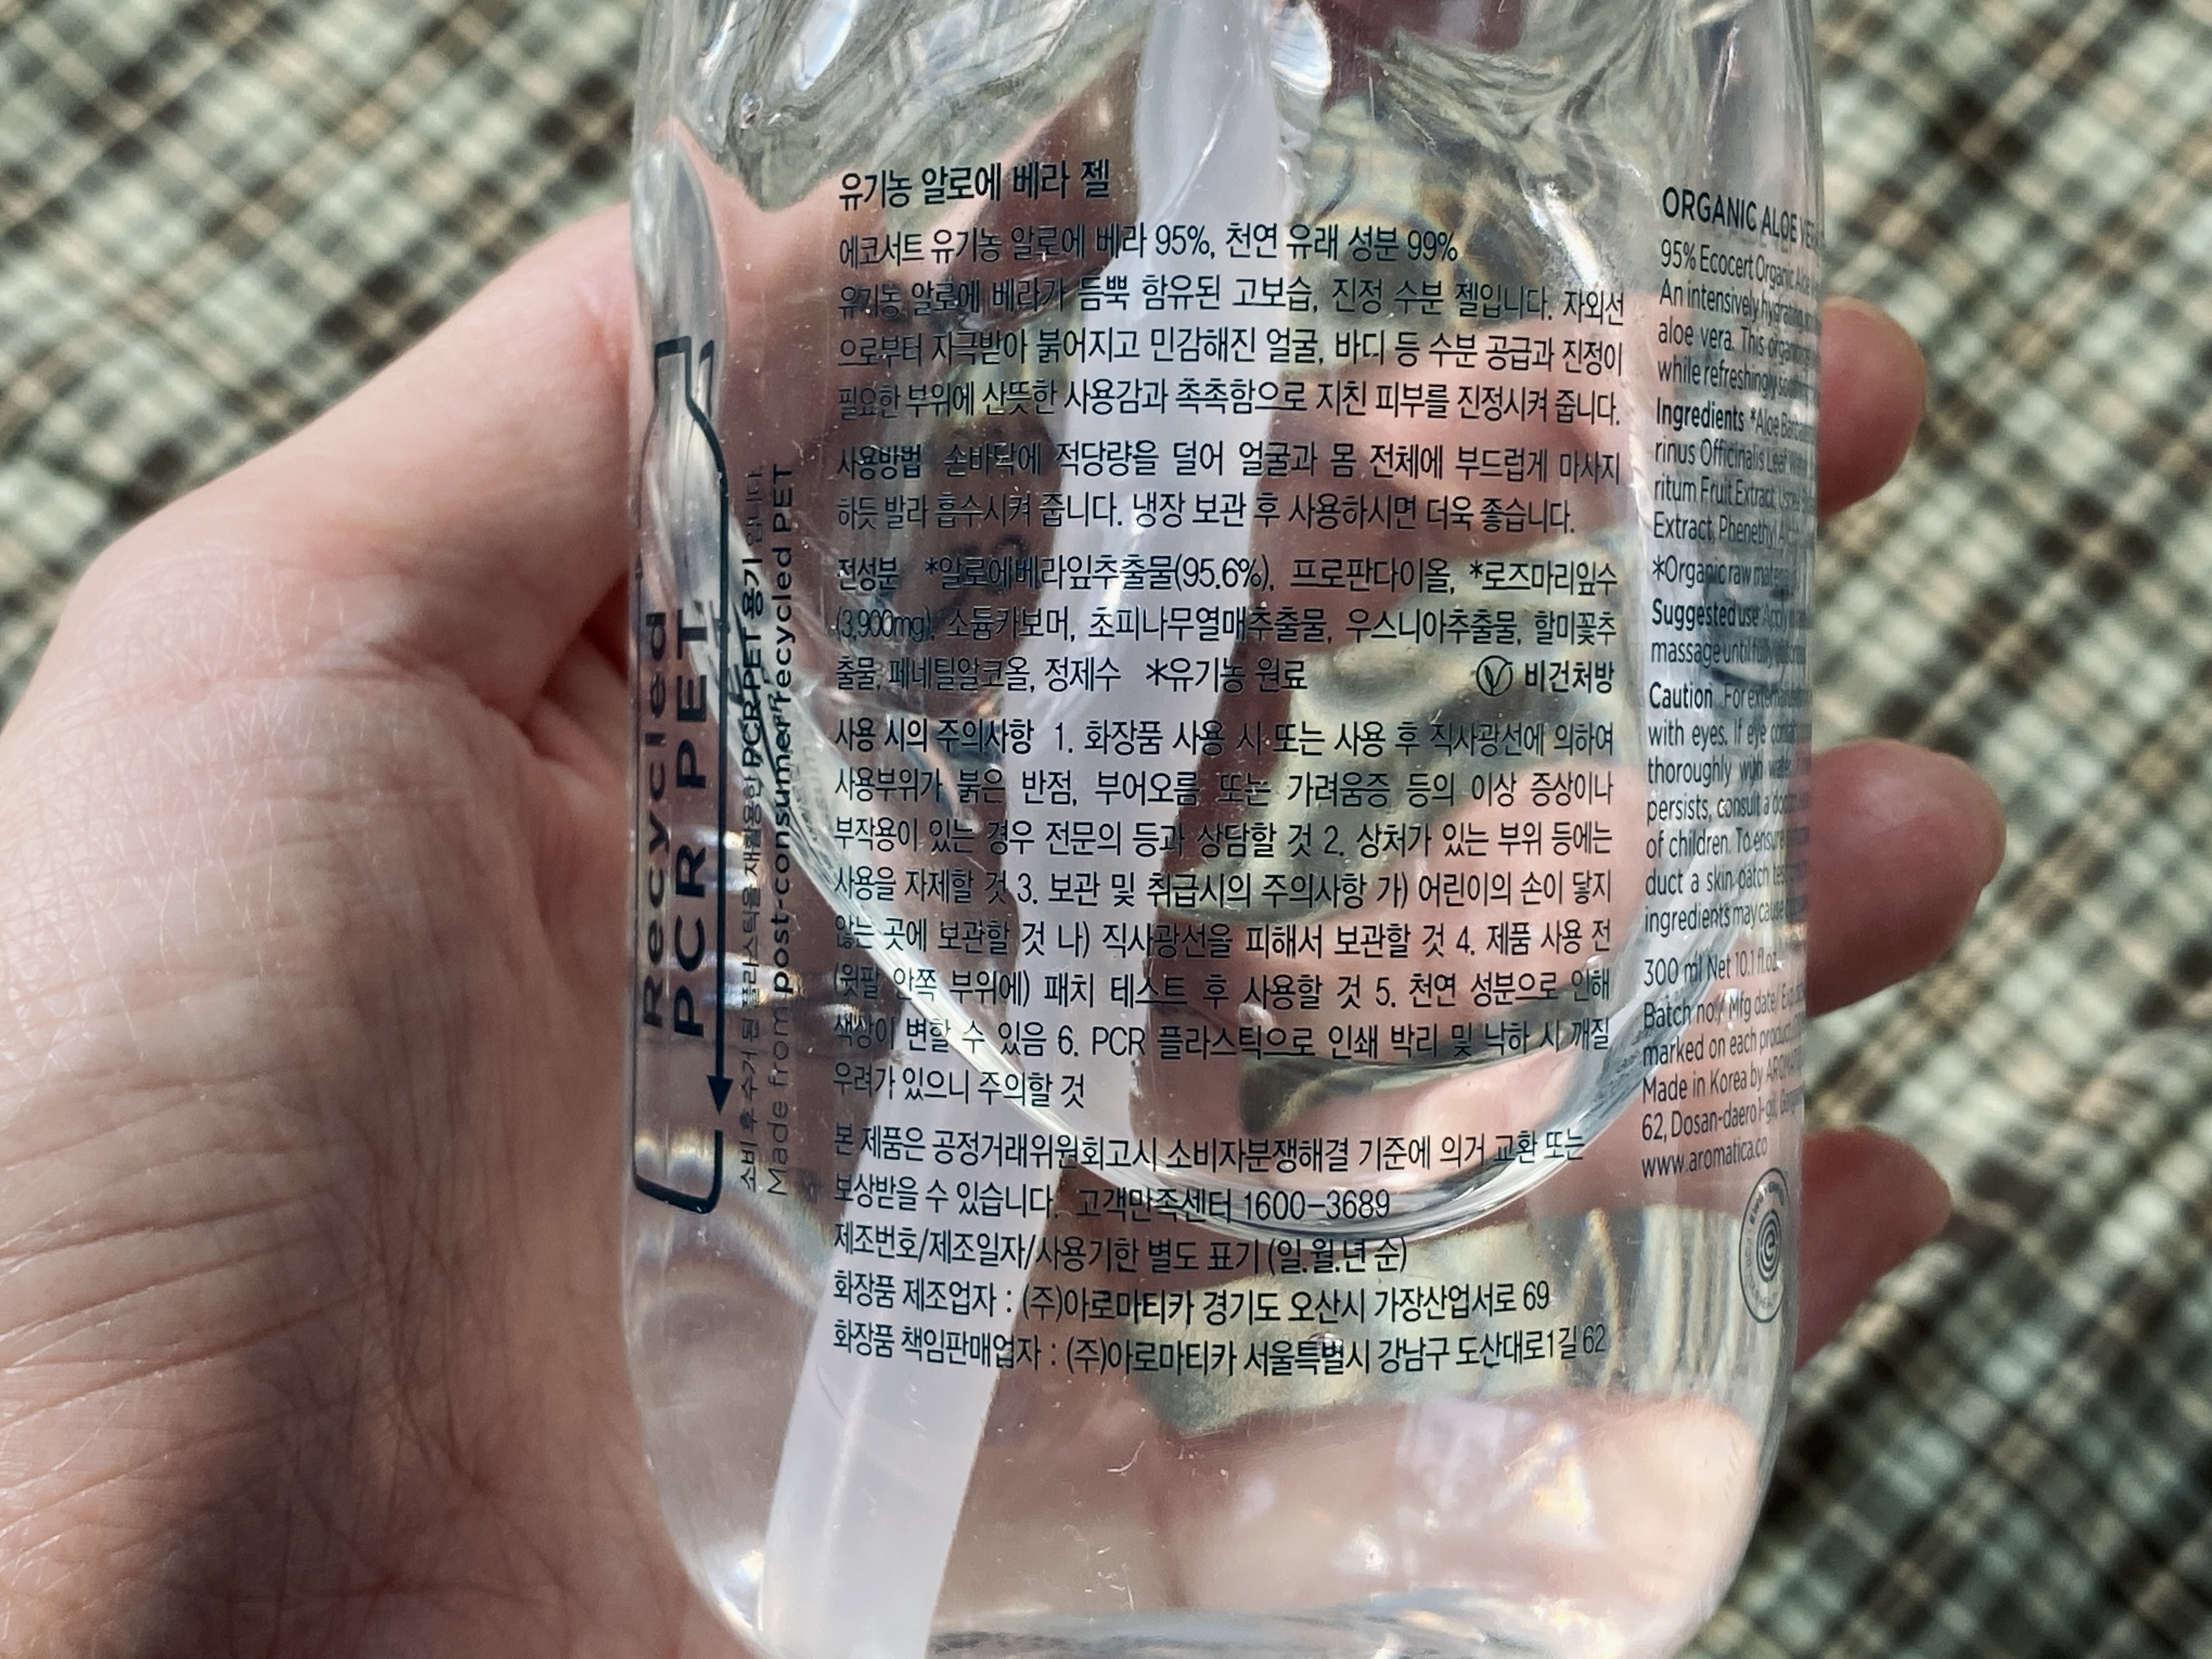 유기농 알로에 베라 젤
에코서트 유기농 알로에 베라 95%, 천연 유래 성분 99%
유기농 알로에 베라가 듬뿍 함유된 고보습, 진정 수분 젤입니다. 자외선
으로부터 자극받아 붉어지고 민감해진 얼굴, 바디 등 수분 공급과 진정이
필요한 부위에 산뜻한 사용감과 촉촉함으로 지친 피부를 진정시켜 줍니다.
사용방법 손바닥에 적당량을 덜어 얼굴과 몸 전체에 부드럽게 마사지
하듯 발라 흡수시켜 줍니다. 냉장 보관 후 사용하시면 더욱 좋습니다.
전성분 *알로에베라잎추출물(95.6%), 프로판다이올, *로즈마리잎수
(3,900mg), 소듐카보머, 초피나무열매추출물, 우스니아추출물, 할미꽃추
출물, 페네틸알코올, 정제수 *유기농 원료 비건처방
사용 시의 주의사항 1. 화장품 사용 시 또는 사용 후 직사광선에 의하여
사용부위가 붉은 반점, 부어오름 또는 가려움증 등의 이상 증상이나
부작용이 있는 경우 전문의 등과 상담할 것 2. 상처가 있는 부위 등에는
사용을 자제할 것 3. 보관 및 취급시의 주의사항 가) 어린이의 손이 닿지
않는 곳에 보관할 것 나) 직사광선을 피해서 보관할 것 4. 제품 사용 전
(윗팔 안쪽 부위에) 패치 테스트 후 사용할 것 5. 천연 성분으로 인해
색상이 변할 수 있음 6. PCR 플라스틱으로 인쇄 박리 및 낙하 시 깨질
우려가 있으니 주의할 것
본 제품은 공정거래위원회고시 소비자분쟁해결 기준에 의거 교환 또는
보상받을 수 있습니다. 고객만족센터 1600-3689
제조번호/제조일자/사용기한 별도 표기 (일.월.년 순)
화장품 제조업자 : (주)아로마티카 경기도 오산시 가장산업서로 69
화장품 책임판매업자 : (주)아로마티카 서울특별시 강남구 도산대로1길 62
Recycled
PCR PET
소비 후 수거 된 플라스틱을 재활용한 PCR PET 용기 입니다.
Made from post-consumer recycled PET
ORGANIC ALOE
95% Ecocert Organic Aloe
An intensively hydrating
aloe vera. This
while refreshingly
Ingredients *Aloe
rinus Officinalis Leaf
ritum Fruit Extract,
Extract, Phenethyl
*Organic raw
Suggested use Apply
massage until fully
Caution For
with eyes. If eye
thoroughly with
persists, consult a
of children. To ensure
duct a skin patch
ingredients may cause
300 ml Net 10.1 fl.oz.
Batch no./ Mfg date/
marked on each product
Made in Korea by
62, Dosan-daero
www.aromatica.co